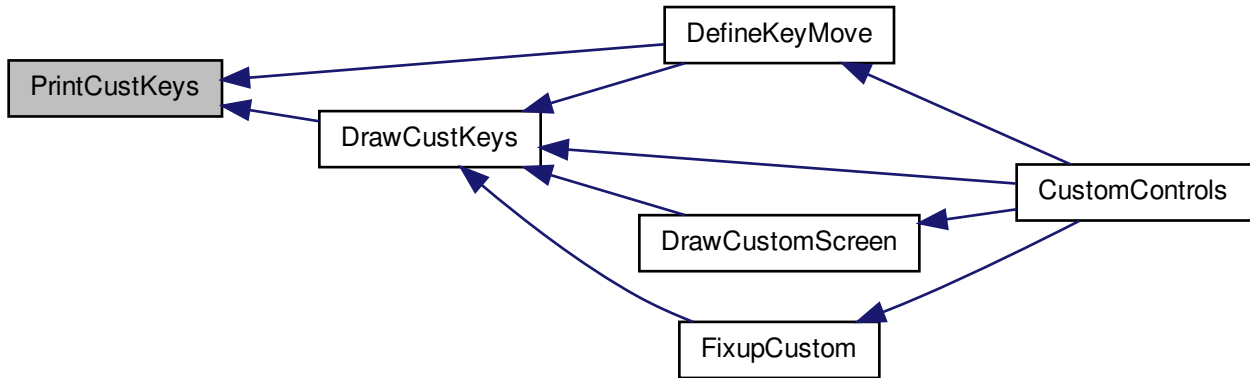 DefineKeyMove
PrintCustKeys
DrawCustKeys
CustomControls
DrawCustomScreen
FixupCustom